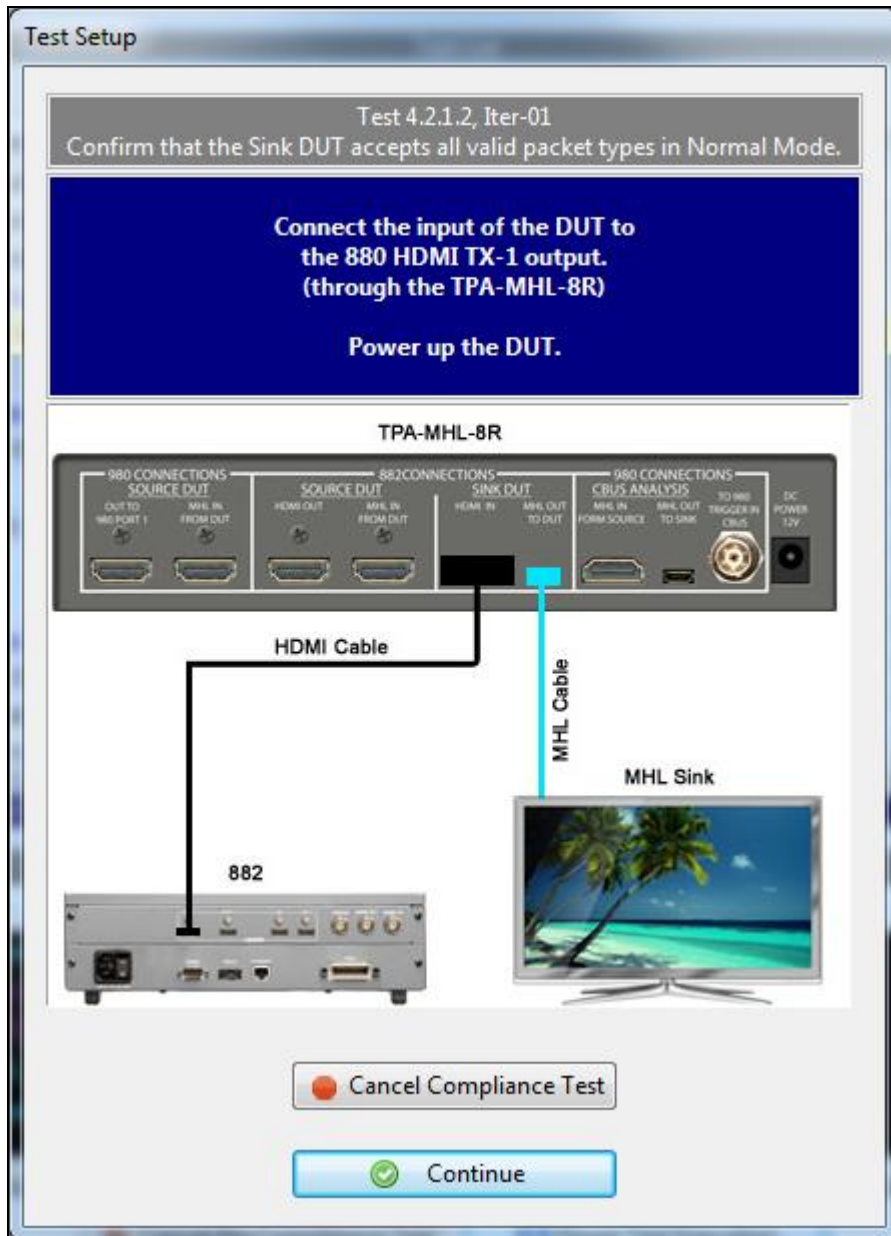 Test Setup
Test 4.2.1.2, Iter-01
Confirm that the Sink DUT accepts all valid packet types in Normal Mode.
Connect the input of the DUT to
the 880 HDMI TX-1 output.
(through the TPA-MHL-8R)
Power up the DUT.
TPA-MHL-8R
980 CONNECTIONS
SOURCE DUT
OUT TO
980 PORT 1
MHL IN
FROM DUT
882CONNECTIONS
SOURCE DUT
HDMI OUT
MHL IN
FROM DUT
SINK DUT
HDMI IN
MHL OUT
TO DUT
980 CONNECTIONS
CBUS ANALYSIS
MHL IN
FORM SOURCE
MHL OUT
TO SINK
TO 980
TRIGGER IN
CBUS
DC
POWER
12V
HDMI Cable
MHL Cable
MHL Sink
882
Cancel Compliance Test
Continue